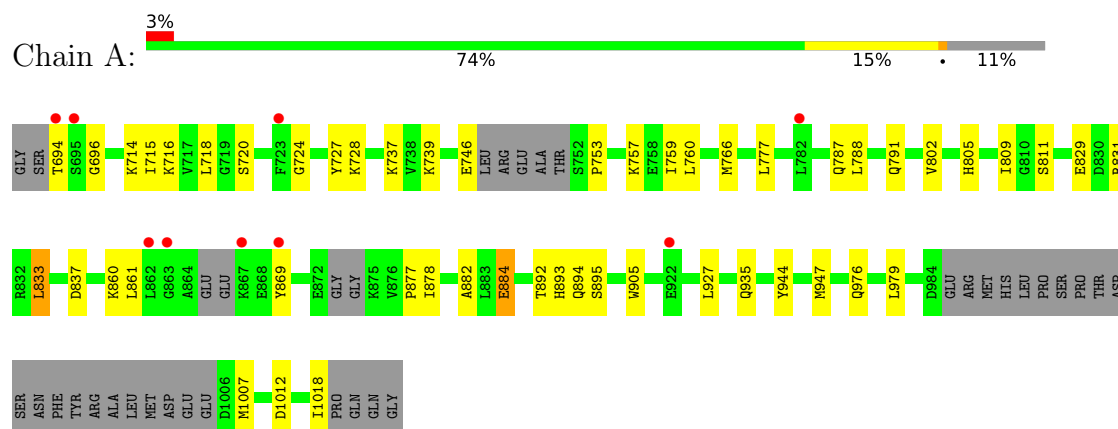 3%
Chain A:
74% 15% • 11%
GLY SER T694 S695 G696 K714 I715 K716 V717 L718 G719 S720 F723 G724 Y727 K728 K737 V738 K739 E746 LEU ARG GLU ALA THR S752 P753 K757 E758 I759 L760 M766 L777 L782 Q787 L788 Q791 V802 H805 I809 G810 S811 E829 D830 R831
R832 L833 D837 K860 L861 L862 G863 A864 GLU GLU K867 E868 Y869 E872 GLY GLY K875 V876 P877 I878 A882 L883 E884 T892 H893 Q894 S895 W905 E922 L927 Q935 Y944 M947 Q976 L979 D984 GLU ARG MET HIS LEU PRO SER PRO THR ASP
SER ASN PHE TYR ARG ALA LEU MET ASP GLU GLU D1006 M1007 D1012 I1018 PRO GLN GLN GLY